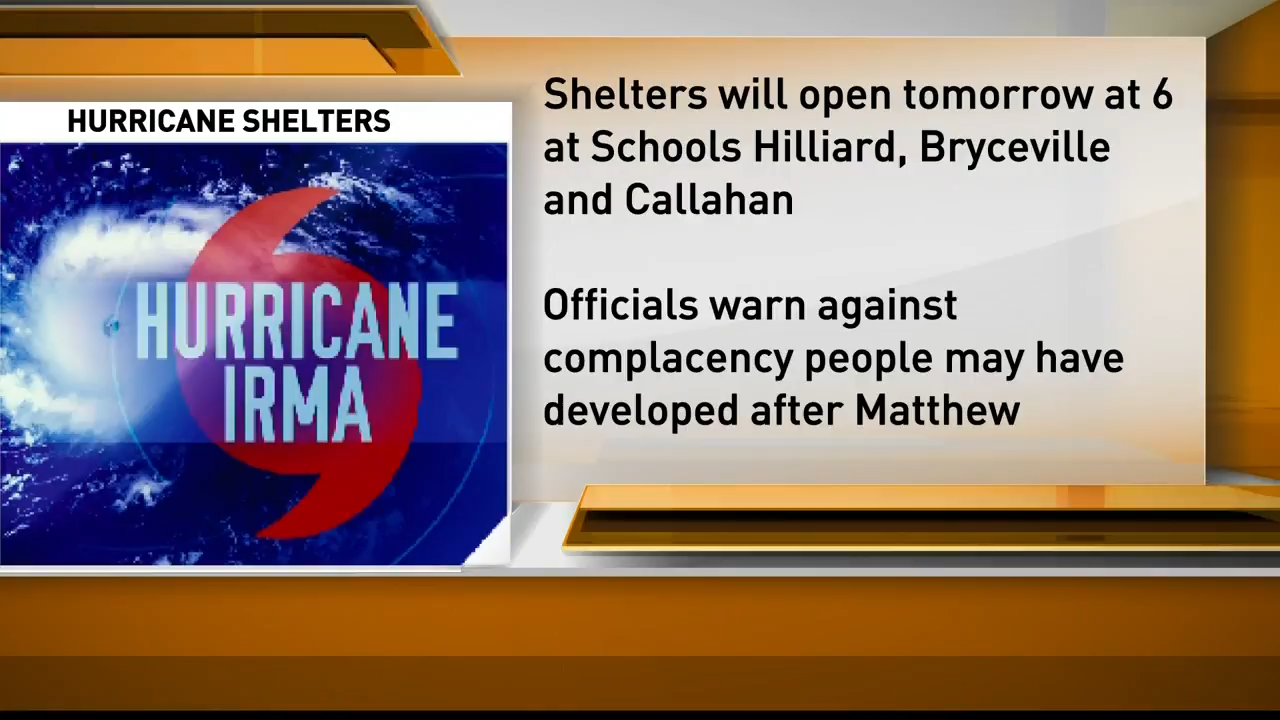 HURRICANE SHELTERS
HURRICANE
IRMA
Shelters will open tomorrow at 6
at Schools Hilliard, Bryceville
and Callahan
Officials warn against
complacency people may have
developed after Matthew